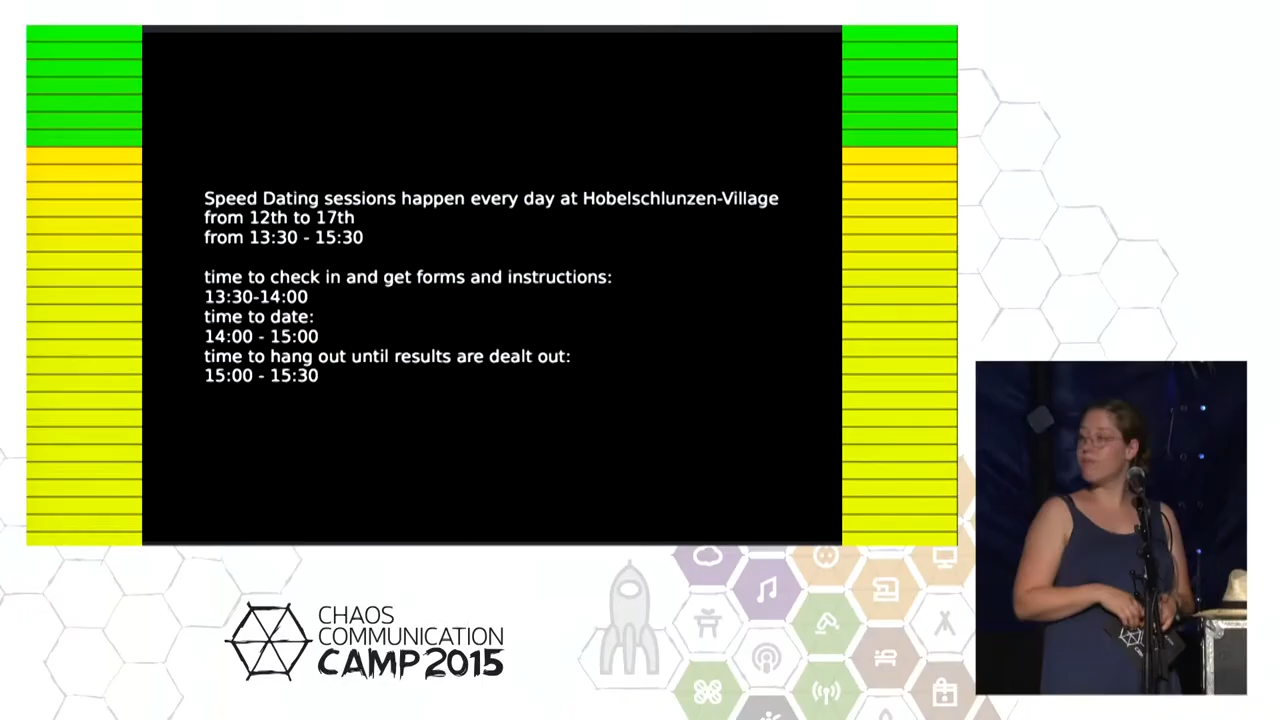 Speed Dating sessions happen every day at Hobelschlunzen-Village
from 12th to 17th
from 13:30 - 15:30
time to check in and get forms and instructions:
13:30-14:00
time to date:
14:00 - 15:00
time to hang out until results are dealt out:
15:00 - 15:30
CHAOS
COMMUNICATION
CAMP 2015